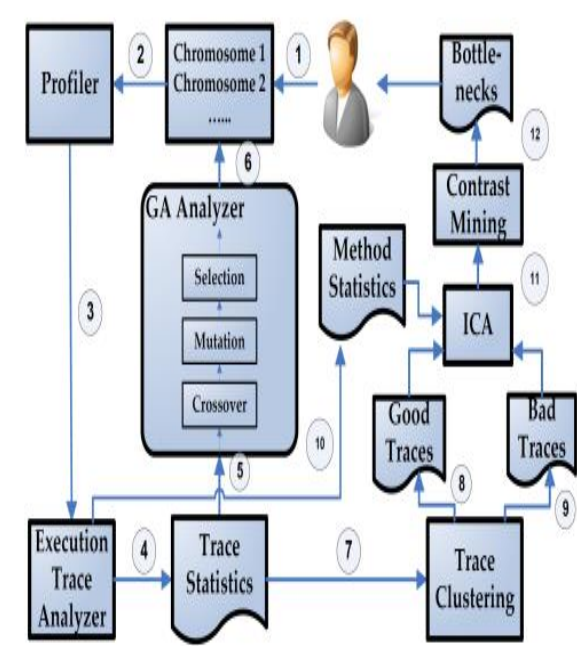 Profiler
2
Chromosome 1
Chromosome 2
......
1
Bottle-
necks
12
6
GA Analyzer
Selection
Mutation
Crossover
3
Method
Statistics
Contrast
Mining
11
ICA
10
Good
Traces
Bad
Traces
5
8
9
Execution
Trace
Analyzer
4
Trace
Statistics
7
Trace
Clustering